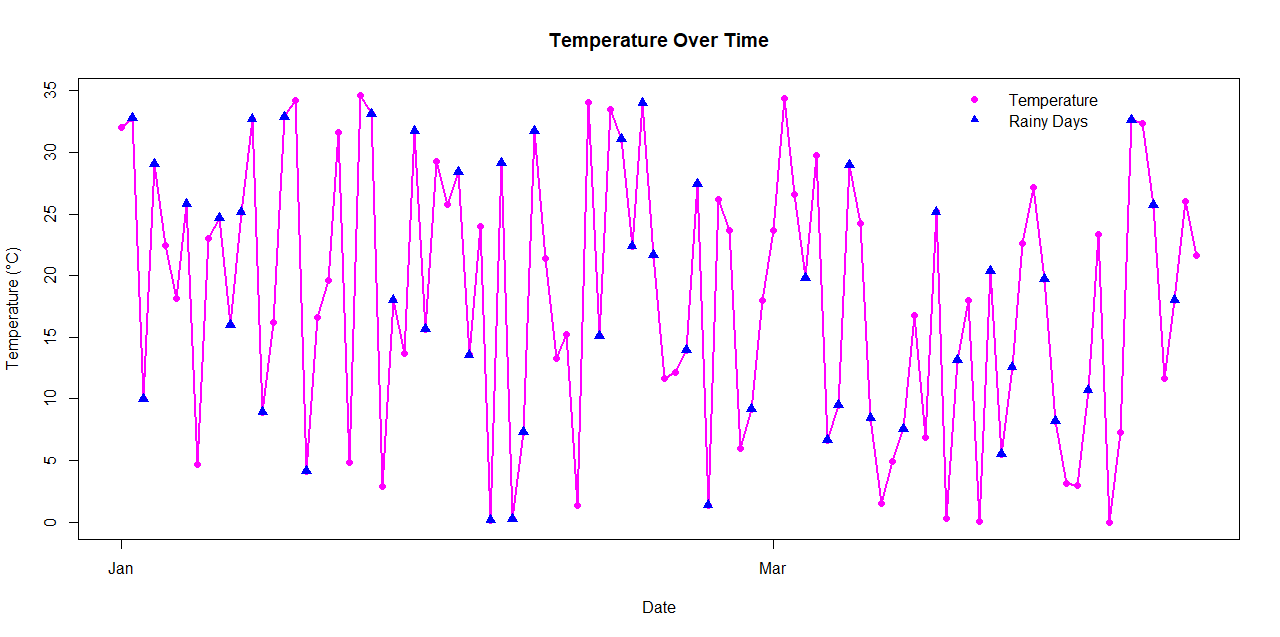 Temperature Over Time
Temperature
Rainy Days
35
30
25
20
15
10
5
0
Temperature (°C)
Jan
Mar
Date